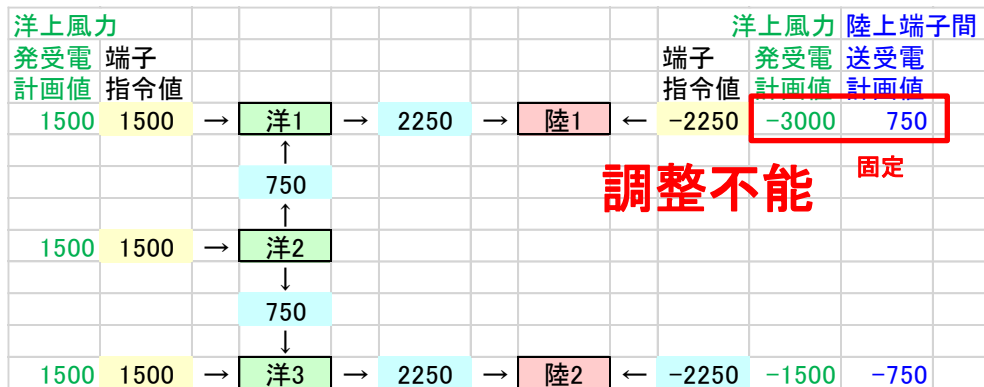 洋上風力 洋上風力 陸上端子間
発受電 端子 端子 発受電 送受電
計画値 指令値 指令値 計画値 計画値
1500 1500 → 洋1 → 2250 → 陸1 ← -2250 -3000 750
↑
750 調整不能 固定
↑
1500 1500 → 洋2
↓
750
↓
1500 1500 → 洋3 → 2250 → 陸2 ← -2250 -1500 -750